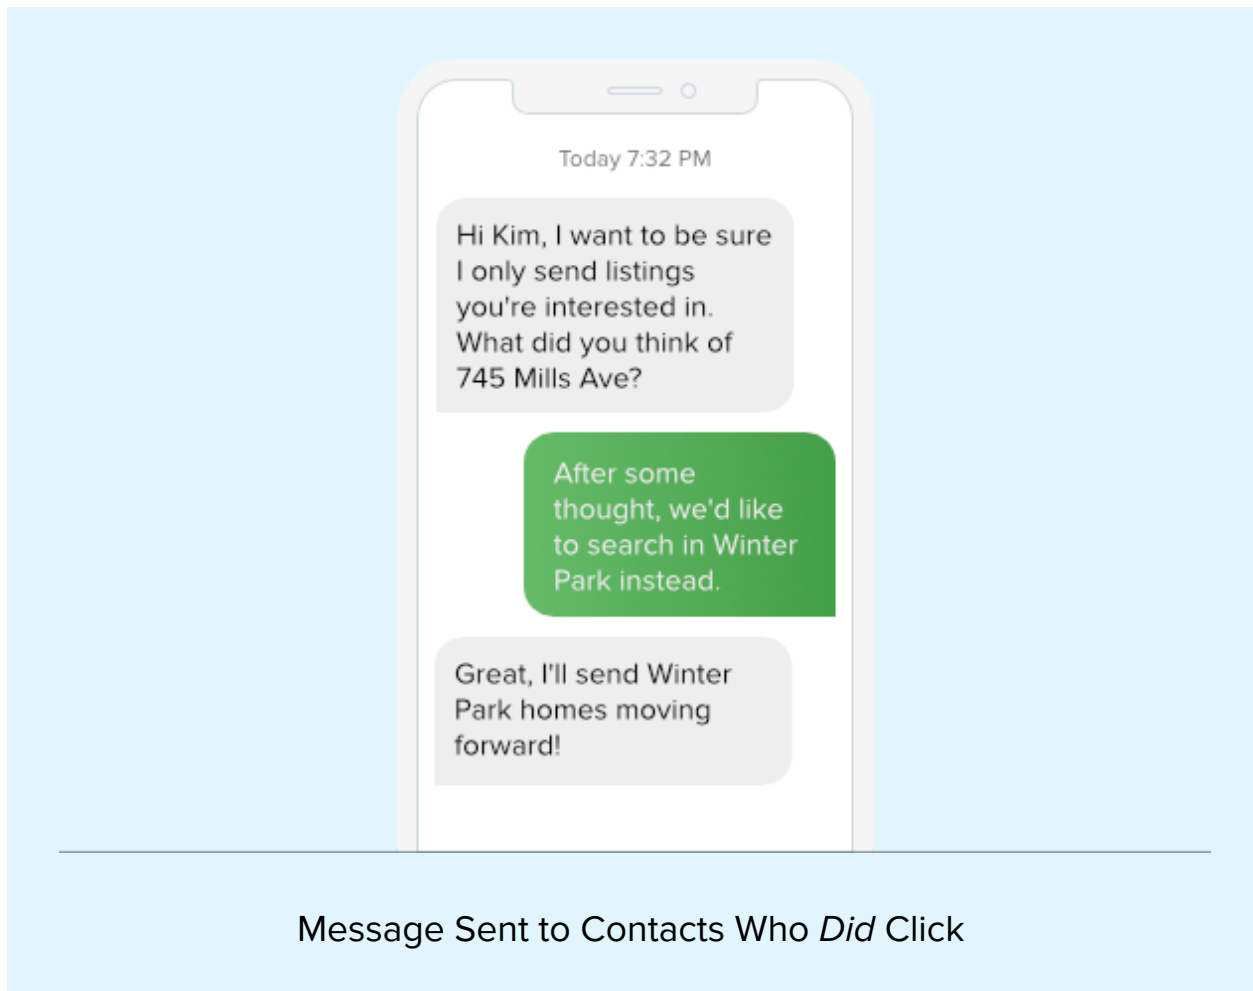 Today 7:32 PM
Hi Kim, I want to be sure
I only send listings
you're interested in.
What did you think of
745 Mills Ave?
After some
thought, we'd like
to search in Winter
Park instead.
Great, I'll send Winter
Park homes moving
forward!
Message Sent to Contacts Who Did Click